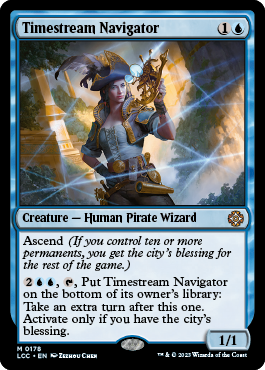 Timestream Navigator 1
Creature — Human Pirate Wizard
Ascend (If you control ten or more
permanents, you get the city's blessing for
the rest of the game.)
2, , Put Timestream Navigator
on the bottom of its owner's library:
Take an extra turn after this one.
Activate only if you have the city's
blessing.
1/1
M 0178
LCC • EN Zezhou Chen
™ & © 2023 Wizards of the Coast